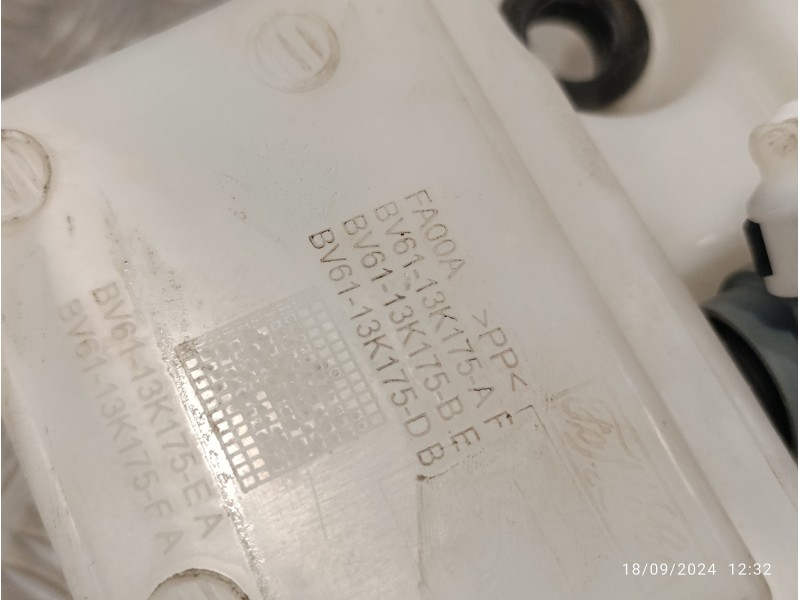 FA00A >PP<
BV61-13K175-A F
BV61-13K175-B E
BV61-13K175-D B
BV61-13K175-E A
BV61-13K175-F A
18/09/2024 12:32